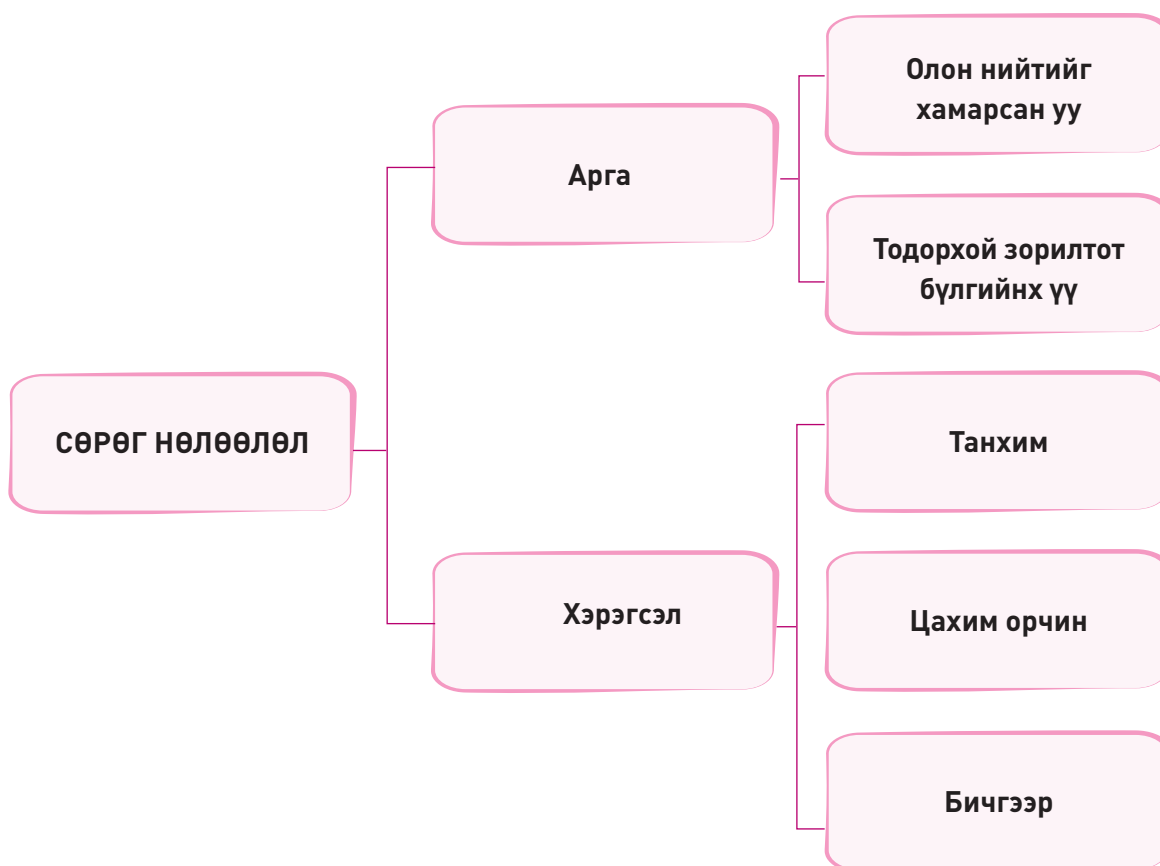 СӨРӨГ НӨЛӨӨЛӨЛ
Арга
Олон нийтийг
хамарсан уу
Тодорхой зорилтот
бүлгийнх үү
Хэрэгсэл
Танхим
Цахим орчин
Бичгээр